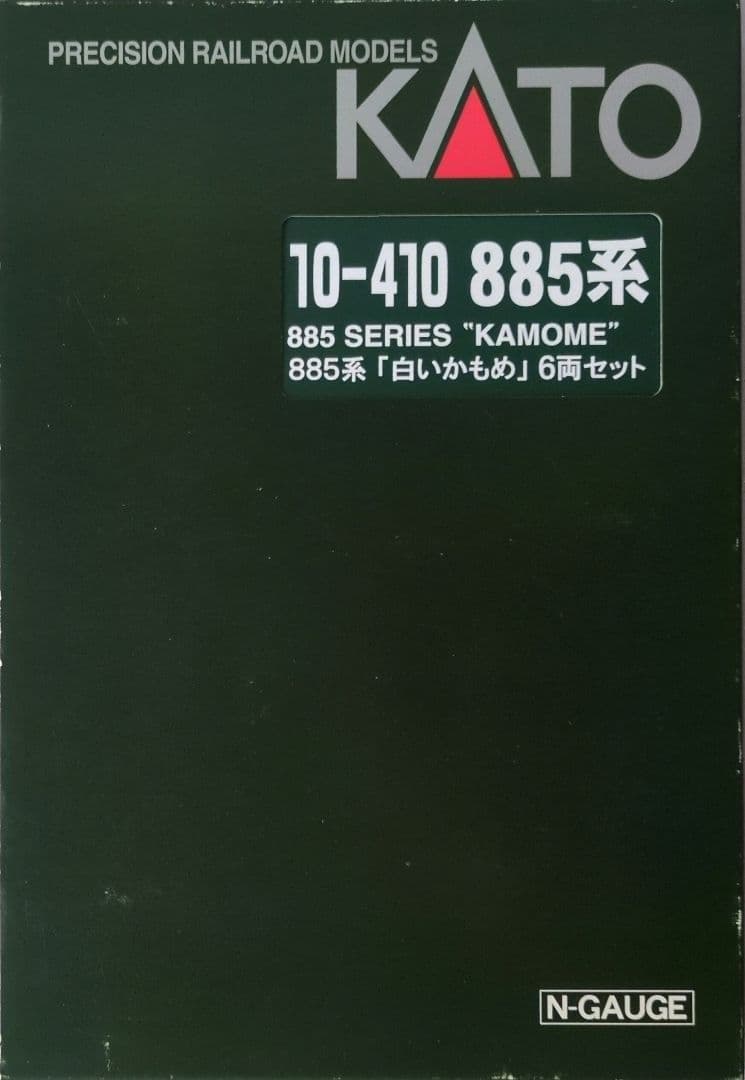 PRECISION RAILROAD MODELS
KATO
10-410 885系
885 SERIES "KAMOME"
885系「白いかもめ」6両セット
N-GAUGE